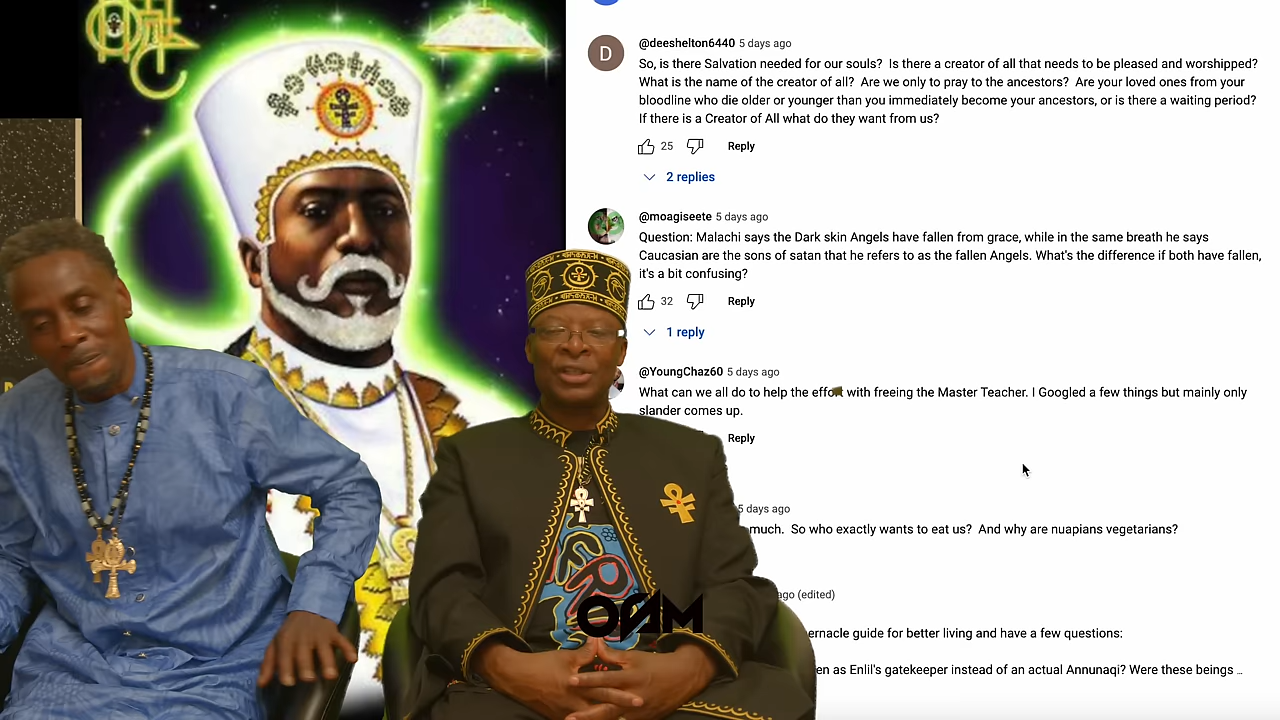 D
@deeshelton6440 5 days ago
So, is there Salvation needed for our souls?  Is there a creator of all that needs to be pleased and worshipped?
What is the name of the creator of all?  Are we only to pray to the ancestors?  Are your loved ones from your
bloodline who die older or younger than you immediately become your ancestors, or is there a waiting period?
If there is a Creator of All what do they want from us?
25 Reply
2 replies
@moagiseete 5 days ago
Question: Malachi says the Dark skin Angels have fallen from grace, while in the same breath he says
Caucasian are the sons of satan that he refers to as the fallen Angels. What's the difference if both have fallen,
it's a bit confusing?
32 Reply
1 reply
@YoungChaz60 5 days ago
What can we all do to help the effort with freeing the Master Teacher. I Googled a few things but mainly only
slander comes up.
Reply
5 days ago
much.  So who exactly wants to eat us?  And why are nuapians vegetarians?
ago (edited)
guide for better living and have a few questions:
as Enlil's gatekeeper instead of an actual Annunaqi? Were these beings ...